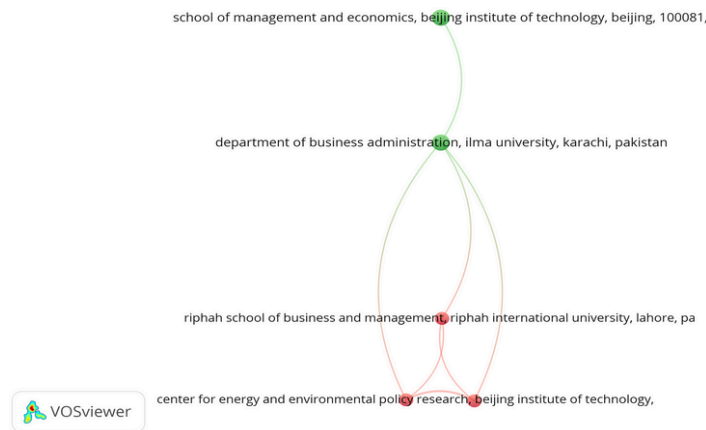 school of management and economics, beijing institute of technology, beijing, 100081,
department of business administration, ilma university, karachi, pakistan
riphah school of business and management, riphah international university, lahore, pa
center for energy and environmental policy research, beijing institute of technology,
VOSviewer